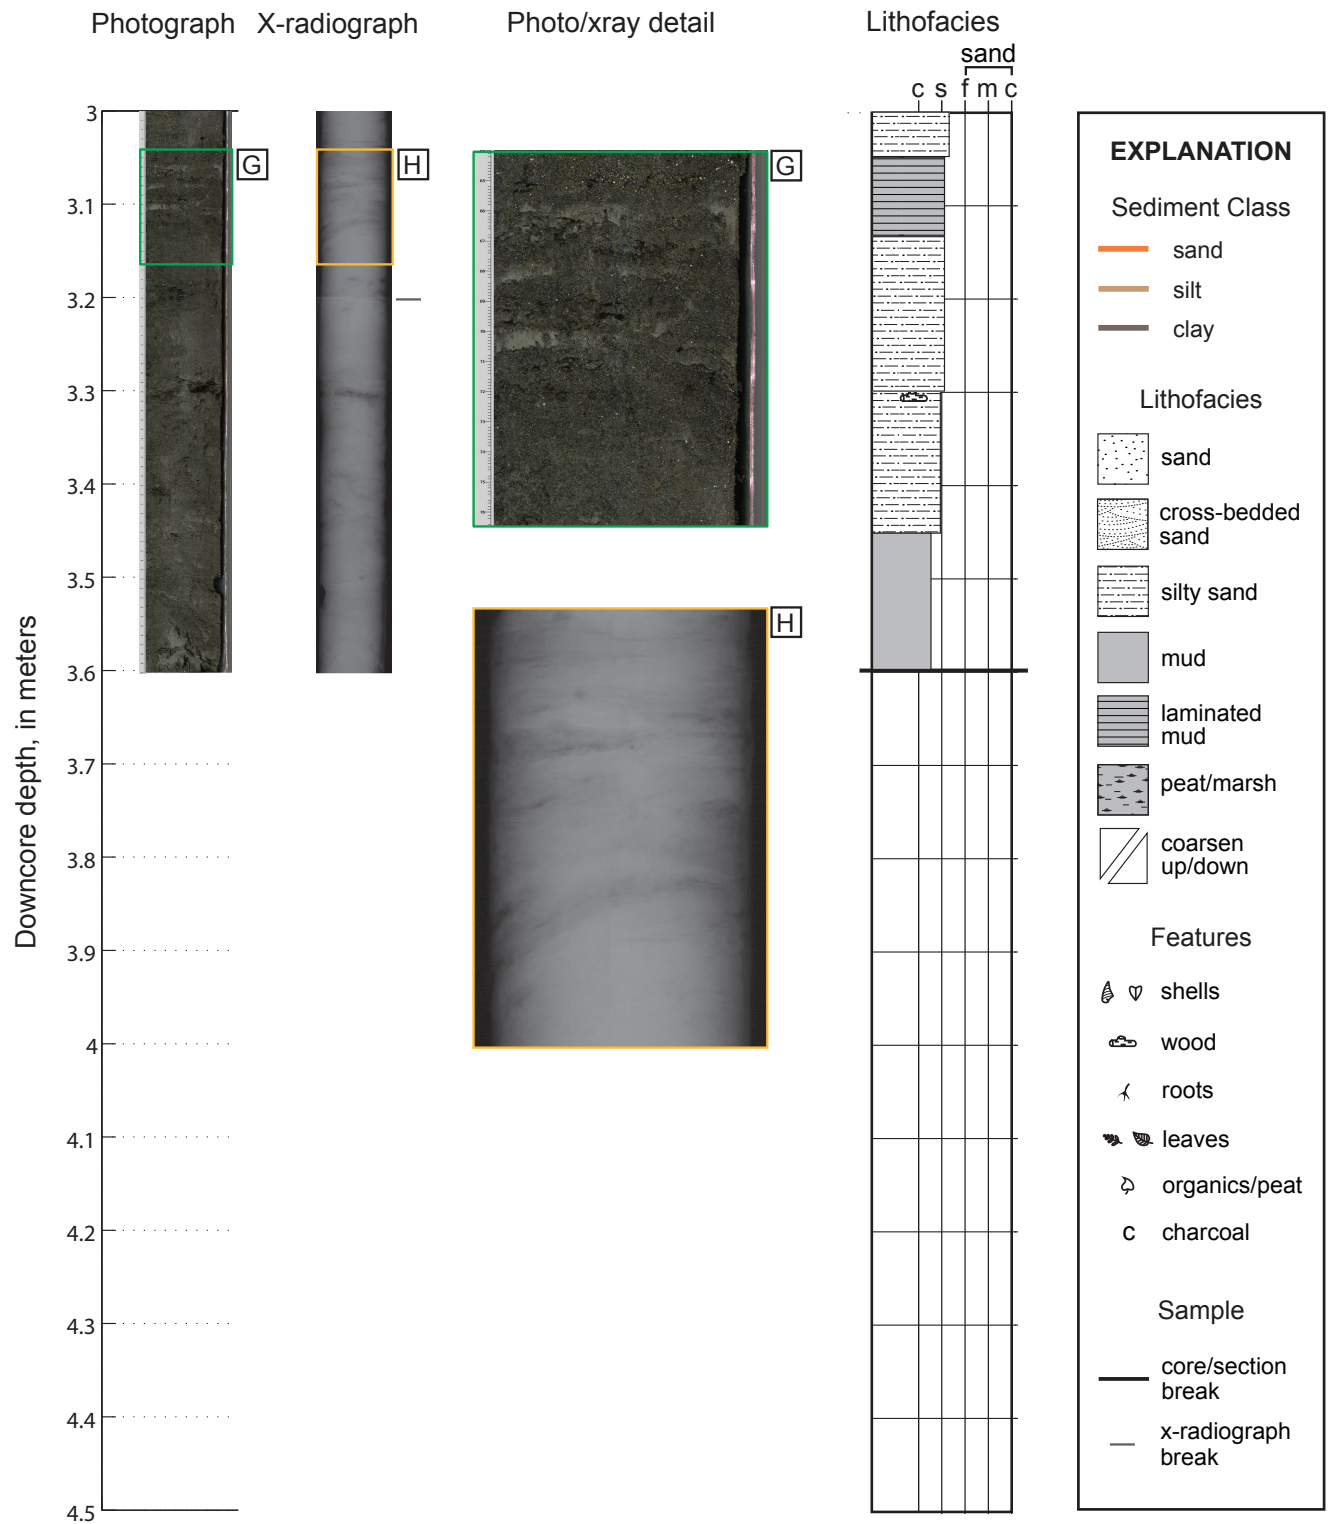 Photograph X-radiograph Photo/xray detail Lithofacies
sand
c s f m c
Downcore depth, in meters
3
3.1
3.2
3.3
3.4
3.5
3.6
3.7
3.8
3.9
4
4.1
4.2
4.3
4.4
4.5
G
H
G
H
EXPLANATION
Sediment Class
sand
silt
clay
Lithofacies
sand
cross-bedded
sand
silty sand
mud
laminated
mud
peat/marsh
coarsen
up/down
Features
shells
wood
roots
leaves
organics/peat
c charcoal
Sample
core/section
break
x-radiograph
break